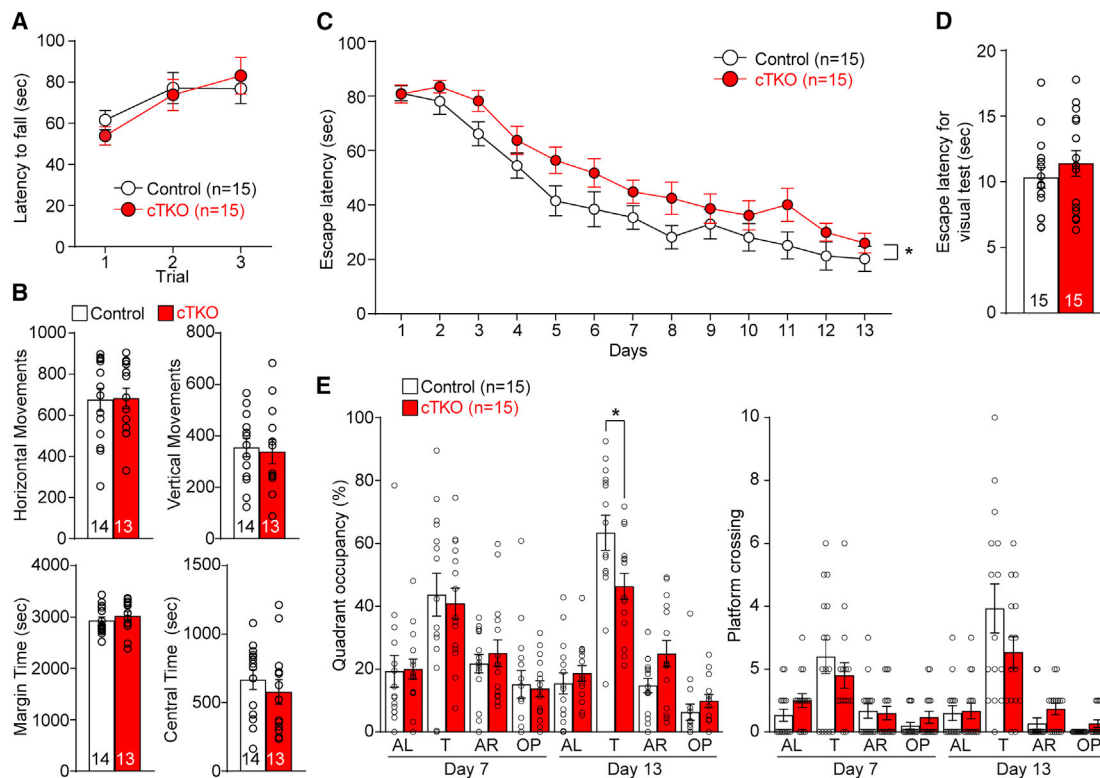 A
Latency to fall (sec)
100
80
60
40
20
0
Control (n=15)
cTKO (n=15)
1
2
3
Trial
B
Control
cTKO
Horizontal Movements
1000
800
600
400
200
0
14
13
Vertical Movements
800
600
400
200
0
14
13
Margin Time (sec)
4000
3000
2000
1000
0
14
13
Central Time (sec)
1500
1000
500
0
14
13
C
Escape latency (sec)
100
80
60
40
20
0
Control (n=15)
cTKO (n=15)
*
1 2 3 4 5 6 7 8 9 10 11 12 13
Days
D
Escape latency for
visual test (sec)
20
15
10
5
0
15
15
E
Control (n=15)
cTKO (n=15)
Quadrant occupancy (%)
100
80
60
40
20
0
*
AL T AR OP AL T AR OP
Day 7 Day 13
Platform crossing
10
8
6
4
2
0
AL T AR OP AL T AR OP
Day 7 Day 13